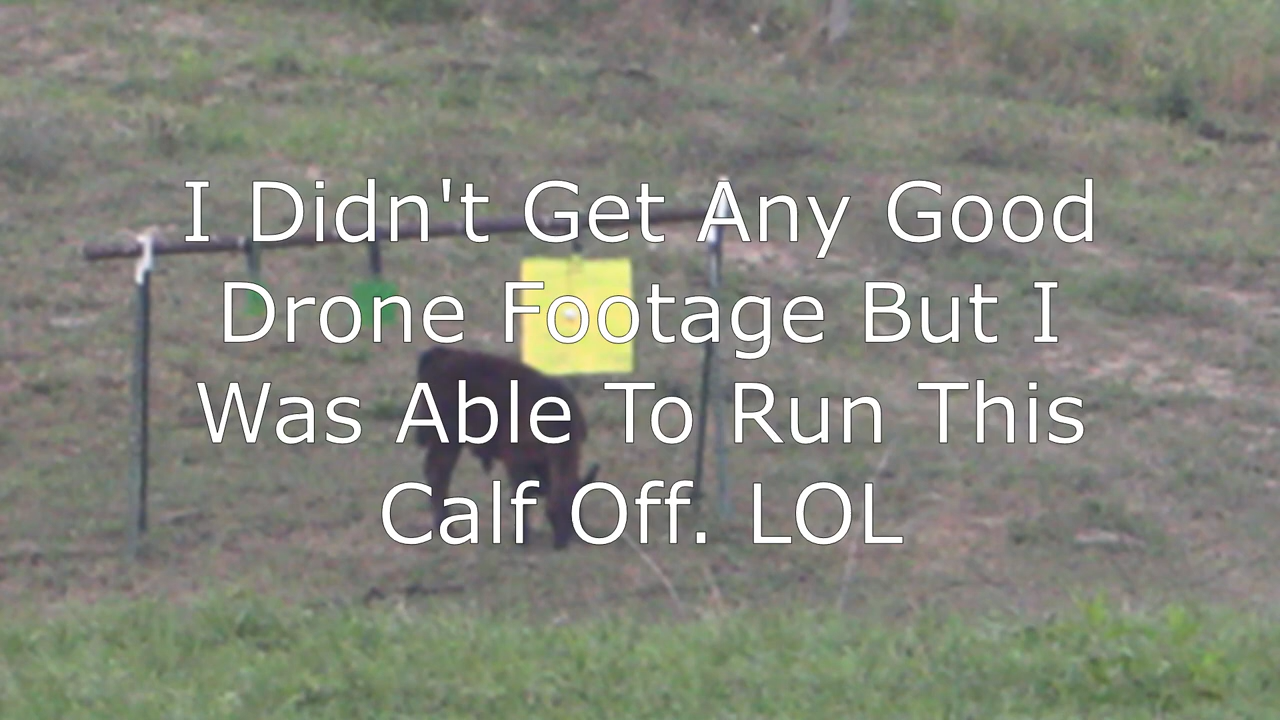 I Didn't Get Any Good
Drone Footage But I
Was Able To Run This
Calf Off. LOL